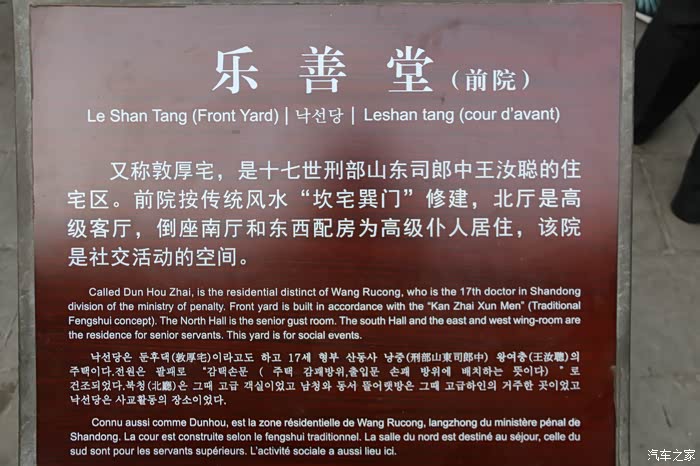 乐善堂（前院）
Le Shan Tang (Front Yard) | 낙선당 | Leshan tang (cour d'avant)
又称敦厚宅，是十七世刑部山东司郎中王汝聪的住
宅区。前院按传统风水“坎宅巽门”修建，北厅是高
级客厅，倒座南厅和东西配房为高级仆人居住，该院
是社交活动的空间。
Called Dun Hou Zhai, is the residential distinct of Wang Rucong, who is the 17th doctor in Shandong
division of the ministry of penalty. Front yard is built in accordance with the “Kan Zhai Xun Men” (Traditional
Fengshui concept). The North Hall is the senior gust room. The south Hall and the east and west wing-room are
the residence for senior servants. This yard is for social events.
낙선당은 둔후댁(敦厚宅)이라고도 하고 17세 형부 산동사 낭중(刑部山東司郎中) 왕여총(王汝聰)의
주택이다.전원은 팔괘로 “감택손문 ( 주택 감괘방위,출입문 손괘 방위에 배치하는 뜻이다) ”로
건조되었다.북청(北廳)은 그때 고급 객실이었고 남청와 동서 뜰아랫방은 그때 고급하인의 거주한 곳이었고
낙선당은 사교활동의 장소이었다.
Connu aussi comme Dunhou, est la zone résidentielle de Wang Rucong, langzhong du ministère pénal de
Shandong. La cour est construite selon le fengshui traditionnel. La salle du nord est destiné au séjour, celle du
sud sont pour les servants supérieurs. L'activité sociale a aussi lieu ici.
汽车之家